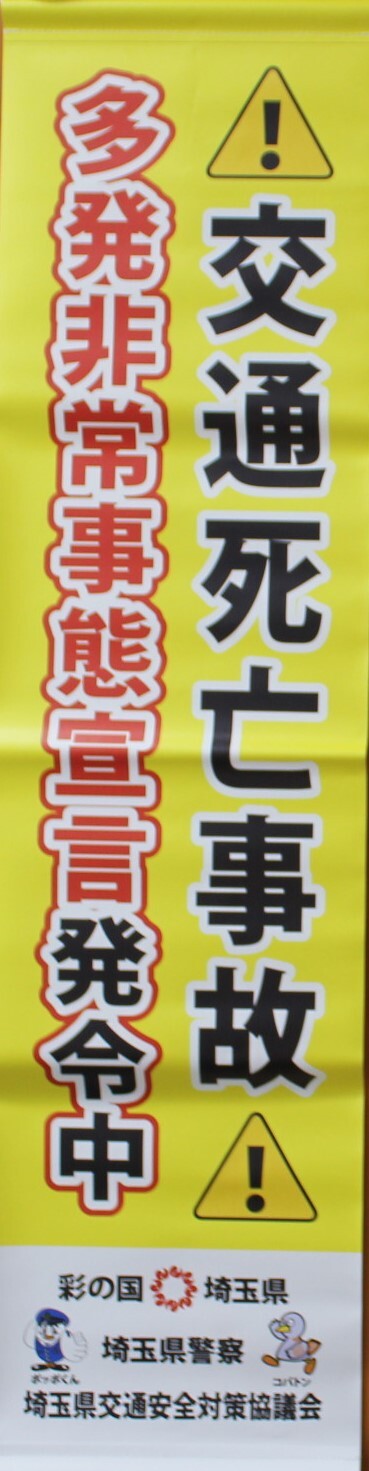 交通死亡事故
多発非常事態宣言発令中
彩の国 埼玉県
埼玉県警察
ポッポくん
コバトン
埼玉県交通安全対策協議会